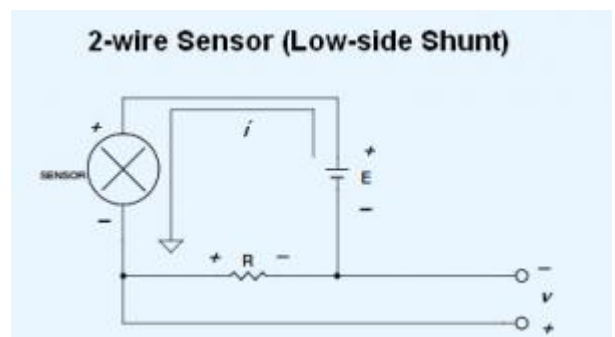 2-wire Sensor (Low-side Shunt)
+
i
+
SENSOR
E
−
−
+ R −
−
v
+